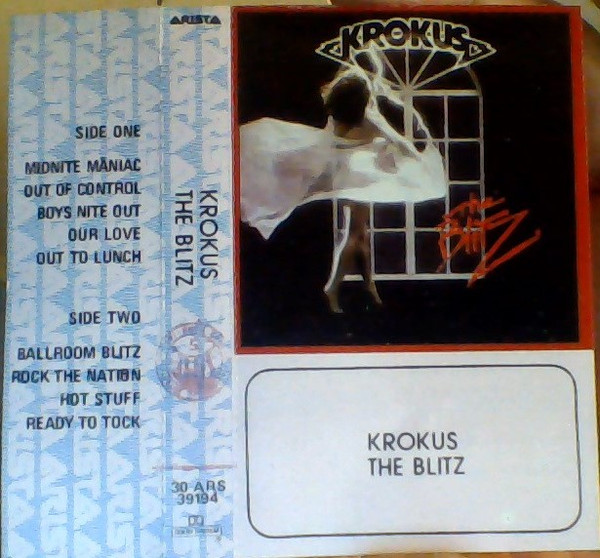 SIDE ONE
MIDNITE MANIAC
OUT OF CONTROL
BOYS NITE OUT
OUR LOVE
OUT TO LUNCH
SIDE TWO
BALLROOM BLITZ
ROCK THE NATION
HOT STUFF
READY TO TOCK
ARISTA
KROKUS
THE BLITZ
30 ARS
39194
KROKUS
the Blitz
KROKUS
THE BLITZ